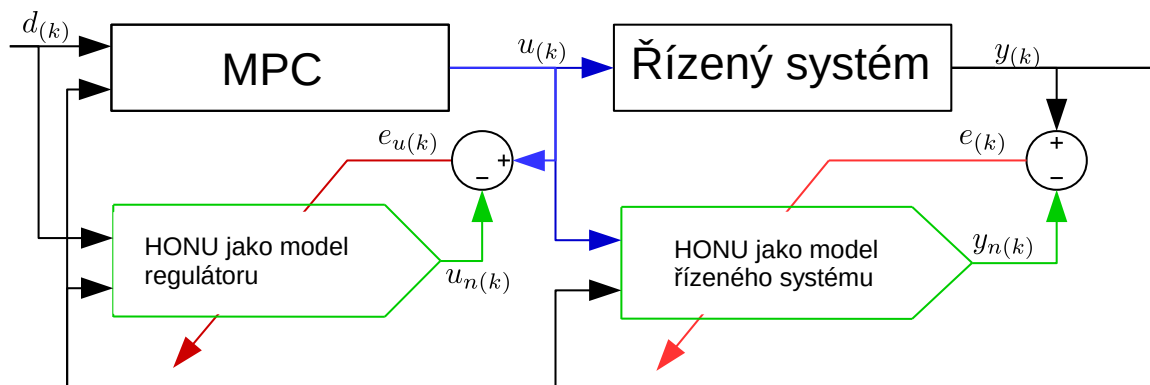 d(k)
MPC
u(k)
Řízený systém
y(k)
eu(k)
+
−
e(k)
+
−
HONU jako model
regulátoru
un(k)
HONU jako model
řízeného systému
yn(k)